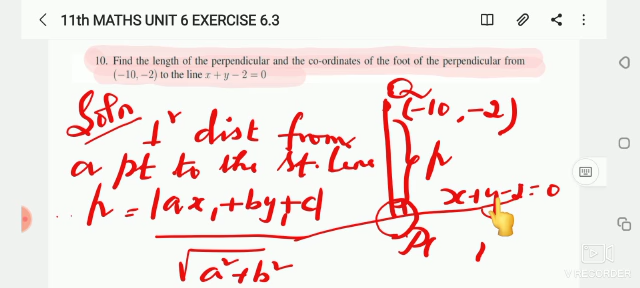 11th MATHS UNIT 6 EXERCISE 6.3
10. Find the length of the perpendicular and the co-ordinates of the foot of the perpendicular from
(−10, −2) to the line x + y − 2 = 0
Soln
Q
(-10, -2)
⊥r dist from
a pt to the st. line
p
x+y-2=0
p = |ax₁+by₁+c|
√a²+b²
V RECORDER